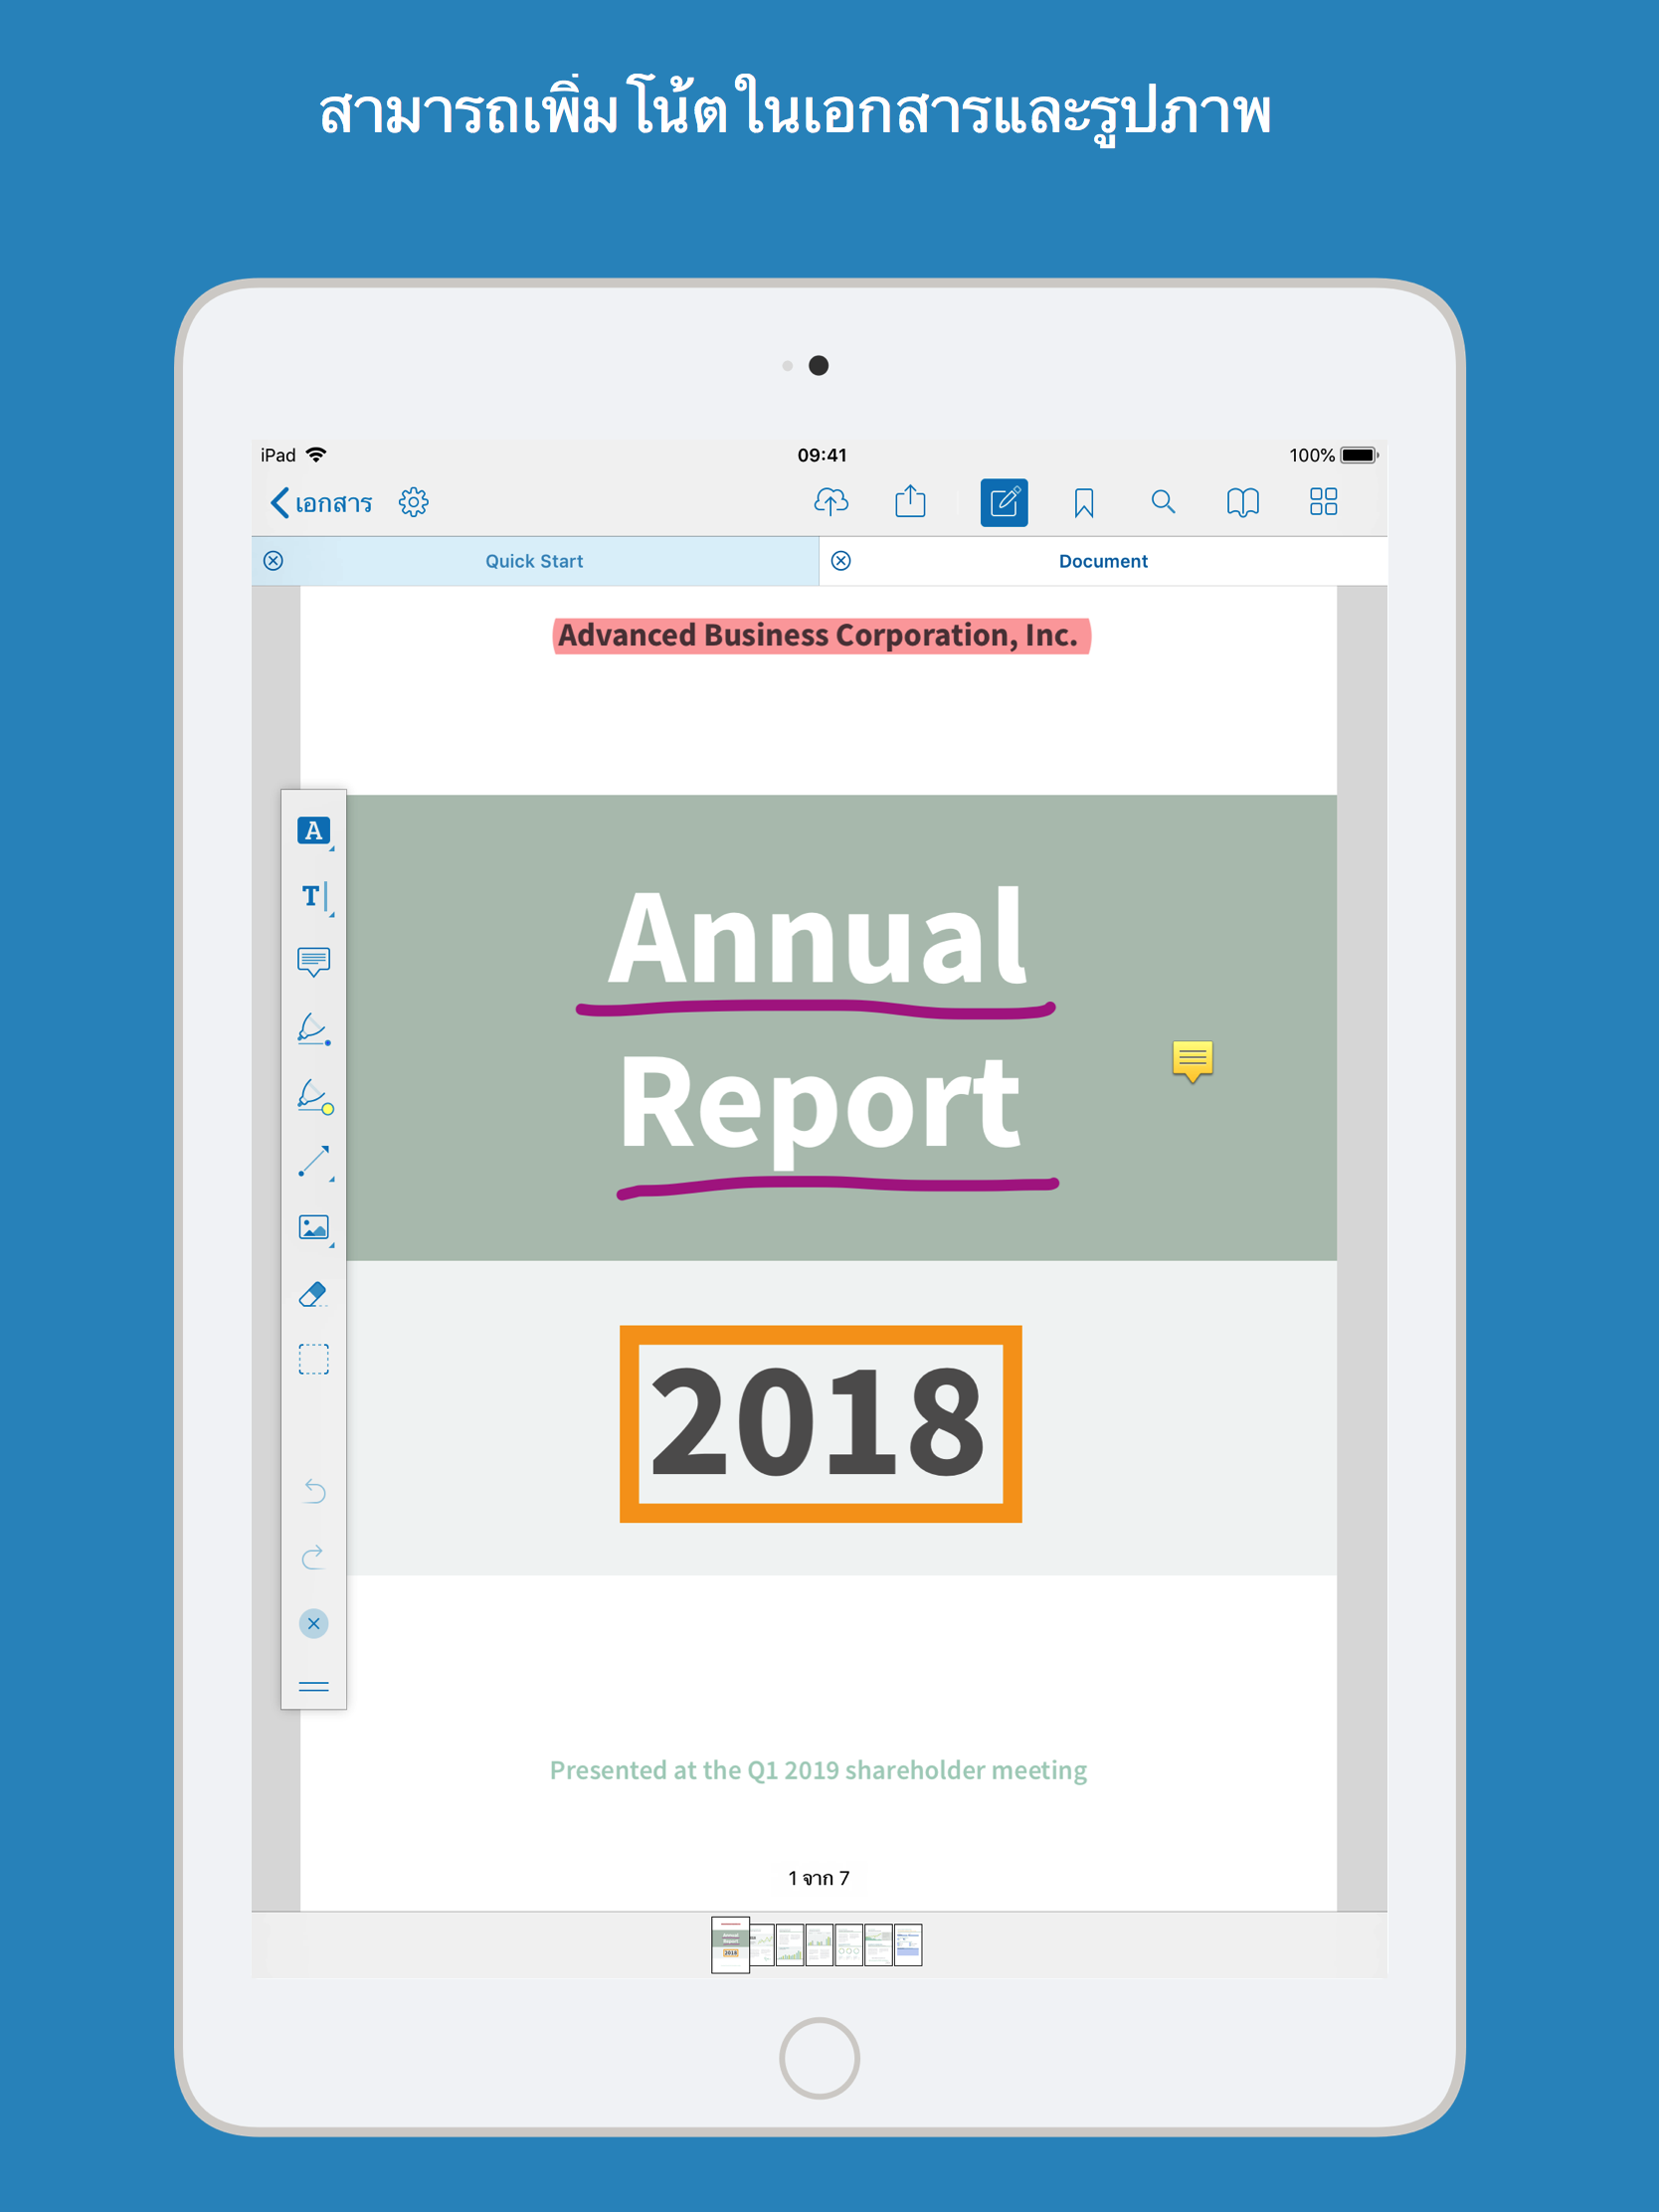 สามารถเพิ่มโน้ตในเอกสารและรูปภาพ
iPad 09:41 100%
เอกสาร
Quick Start Document
Advanced Business Corporation, Inc.
A
T
Annual
Report
2018
Presented at the Q1 2019 shareholder meeting
1 จาก 7
Annual
Report
2018